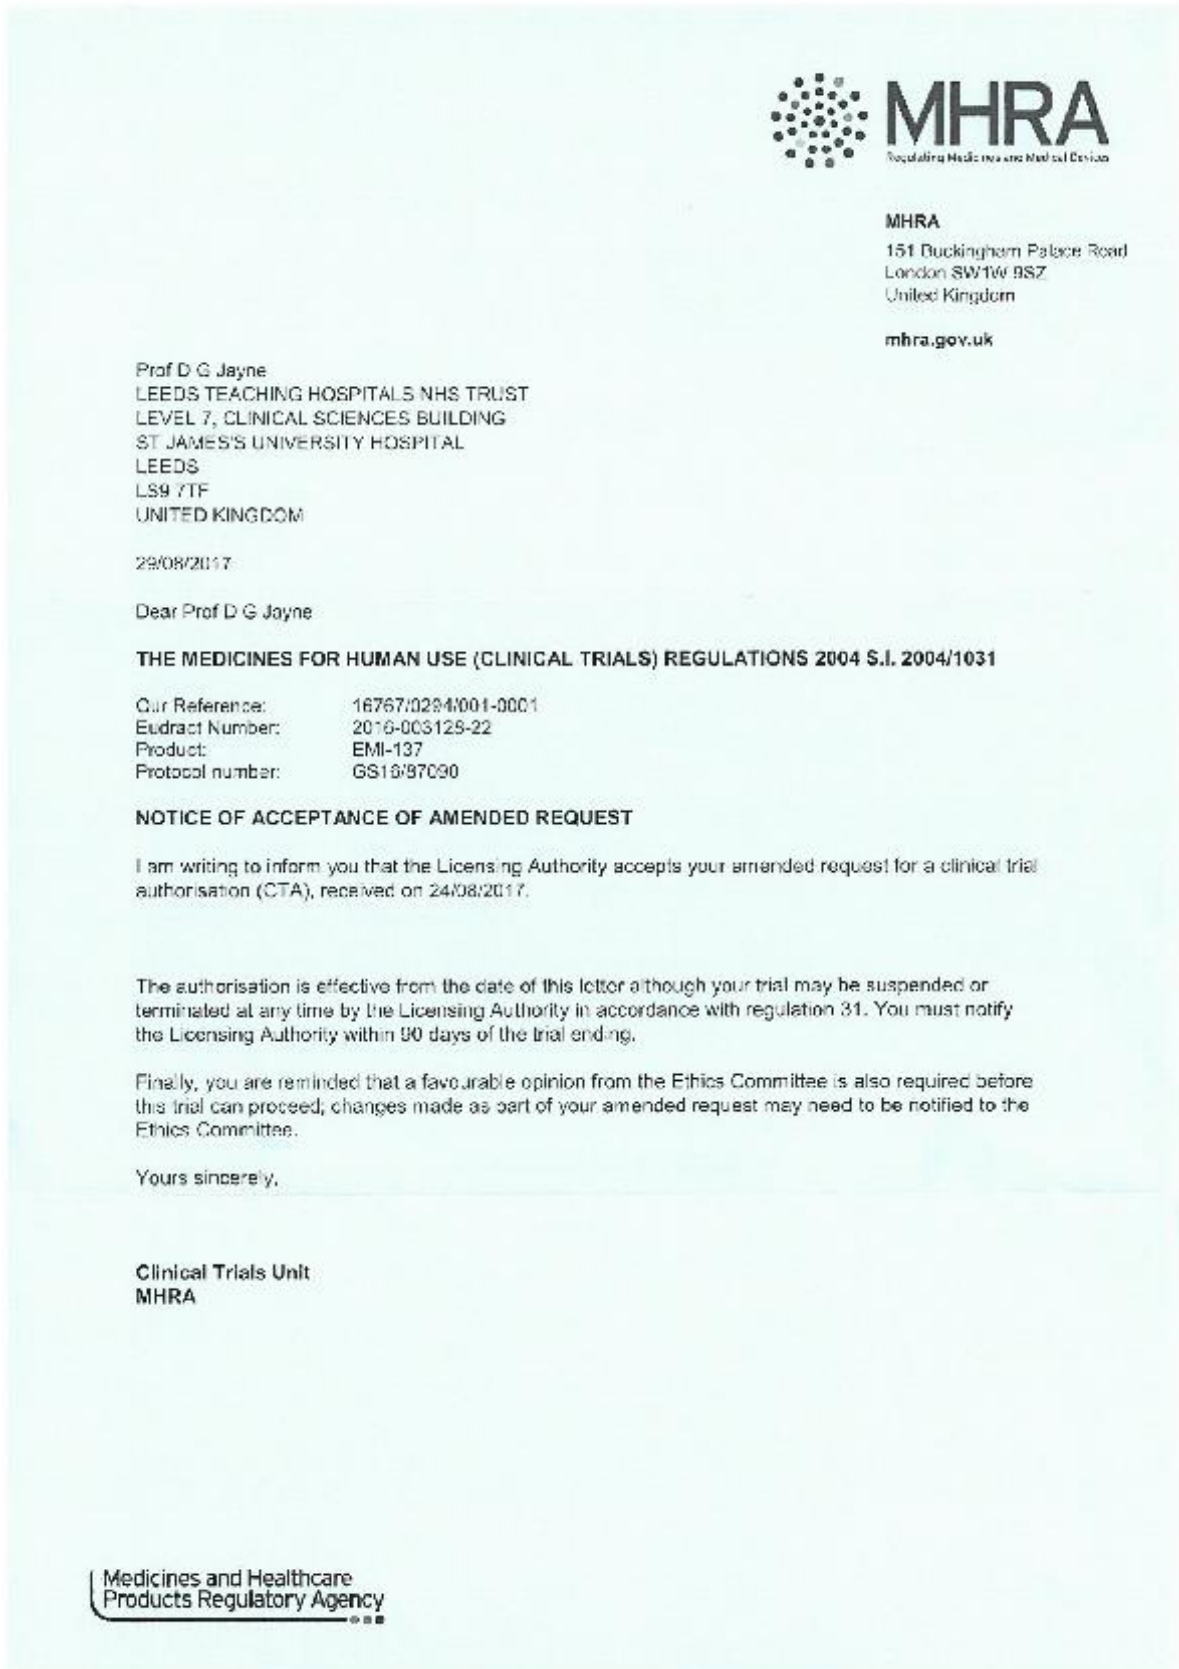 MHRA
Regulating Medicines and Medical Devices
MHRA
151 Buckingham Palace Road
London SW1W 9SZ
United Kingdom
mhra.gov.uk
Prof D G Jayne
LEEDS TEACHING HOSPITALS NHS TRUST
LEVEL 7, CLINICAL SCIENCES BUILDING
ST JAMES'S UNIVERSITY HOSPITAL
LEEDS
LS9 7TF
UNITED KINGDOM
29/08/2017
Dear Prof D G Jayne
THE MEDICINES FOR HUMAN USE (CLINICAL TRIALS) REGULATIONS 2004 S.I. 2004/1031
Our Reference: 16767/0294/001-0001
Eudract Number: 2016-003128-22
Product: EMI-137
Protocol number: GS16/87090
NOTICE OF ACCEPTANCE OF AMENDED REQUEST
I am writing to inform you that the Licensing Authority accepts your amended request for a clinical trial
authorisation (CTA), received on 24/08/2017.
The authorisation is effective from the date of this letter although your trial may be suspended or
terminated at any time by the Licensing Authority in accordance with regulation 31. You must notify
the Licensing Authority within 90 days of the trial ending.
Finally, you are reminded that a favourable opinion from the Ethics Committee is also required before
this trial can proceed; changes made as part of your amended request may need to be notified to the
Ethics Committee.
Yours sincerely,
Clinical Trials Unit
MHRA
Medicines and Healthcare
Products Regulatory Agency